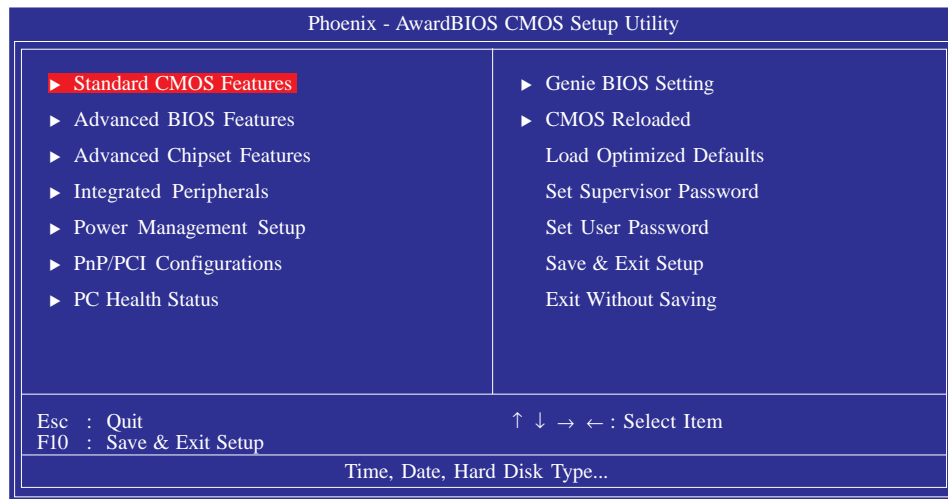 Phoenix - AwardBIOS CMOS Setup Utility
▶ Standard CMOS Features
▶ Advanced BIOS Features
▶ Advanced Chipset Features
▶ Integrated Peripherals
▶ Power Management Setup
▶ PnP/PCI Configurations
▶ PC Health Status
▶ Genie BIOS Setting
▶ CMOS Reloaded
Load Optimized Defaults
Set Supervisor Password
Set User Password
Save & Exit Setup
Exit Without Saving
Esc : Quit
F10 : Save & Exit Setup
↑ ↓ → ← : Select Item
Time, Date, Hard Disk Type...